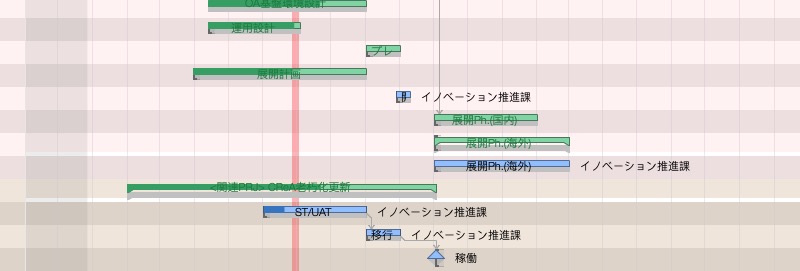 OA基盤環境設計
運用設計
プレ
展開計画
イノベーション推進課
展開Ph.(国内)
展開Ph.(海外)
展開Ph.(海外) イノベーション推進課
<関連PRJ> CReA老朽化更新
ST/UAT イノベーション推進課
移行 イノベーション推進課
稼働